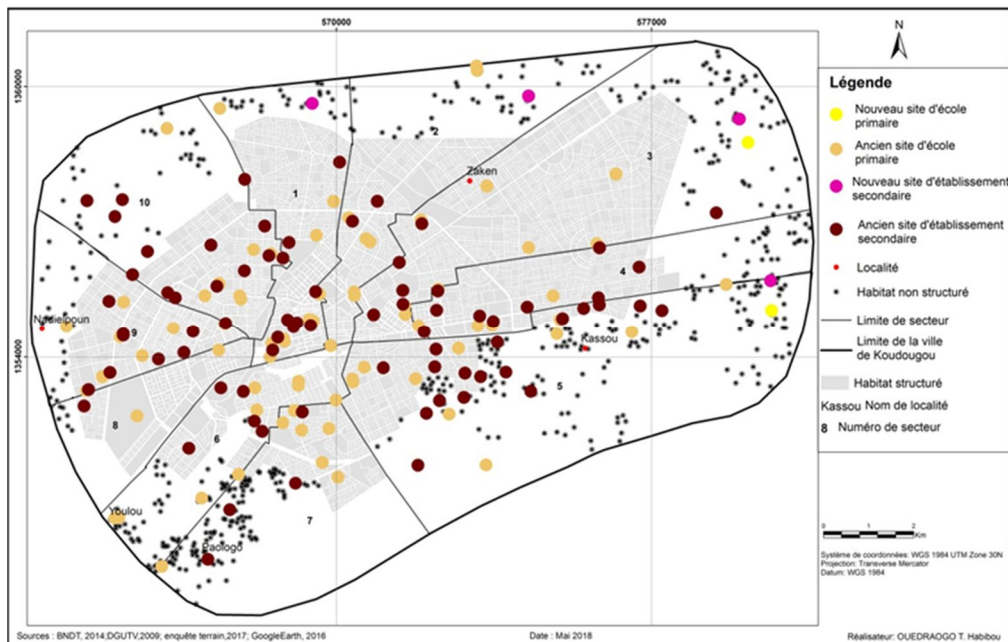 570000
577000
1360000
1354000
N
Légende
Nouveau site d'école
primaire
Ancien site d'école
primaire
Nouveau site d'établissement
secondaire
Ancien site d'établissement
secondaire
Localité
Habitat non structuré
Limite de secteur
Limite de la ville
de Koudougou
Habitat structuré
Kassou Nom de localité
8 Numéro de secteur
2
3
Zaken
10
1
4
9
Kassou
5
8
6
Youlou
7
Paologo
0 1 2
Km
Système de coordonnées: WGS 1984 UTM Zone 30N
Projection: Transverse Mercator
Datum: WGS 1984
Sources : BNDT, 2014;DGUTV,2009; enquête terrain,2017; GoogleEarth, 2016
Date : Mai 2018
Réalisateur: OUEDRAOGO T. Habibou